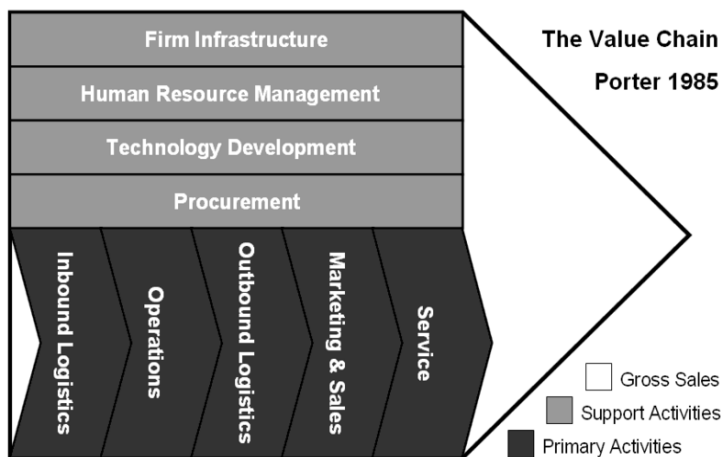 Firm Infrastructure
Human Resource Management
Technology Development
Procurement
Inbound Logistics
Operations
Outbound Logistics
Marketing & Sales
Service
The Value Chain
Porter 1985
Gross Sales
Support Activities
Primary Activities